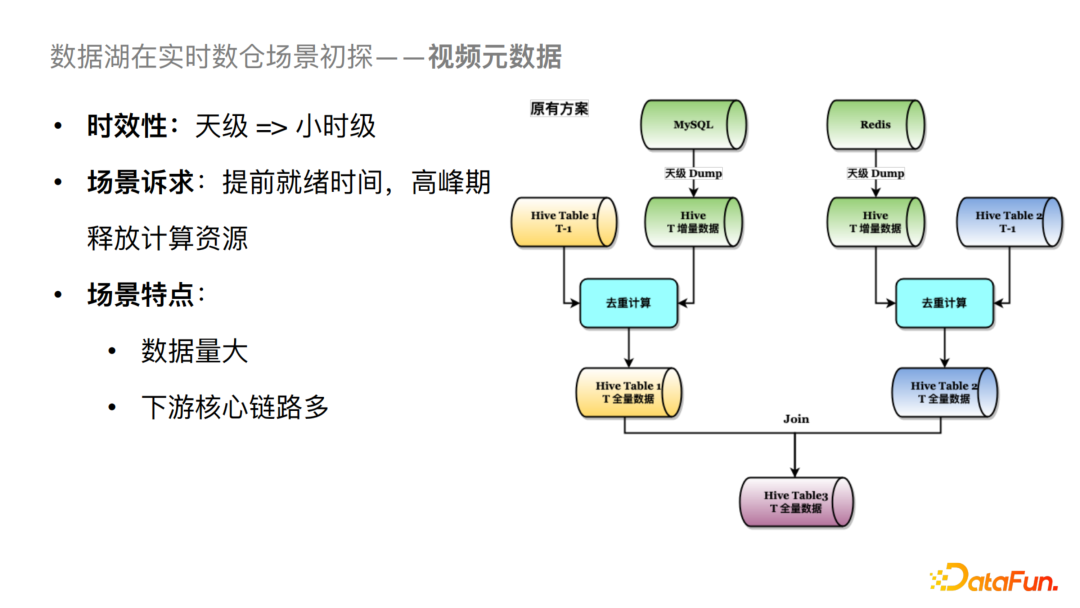 数据湖在实时数仓场景初探——视频元数据
• 时效性：天级 => 小时级
• 场景诉求：提前就绪时间，高峰期
释放计算资源
• 场景特点：
• 数据量大
• 下游核心链路多
原有方案
MySQL
Redis
天级 Dump
天级 Dump
Hive Table 1
T-1
Hive
T 增量数据
Hive
T 增量数据
Hive Table 2
T-1
去重计算
去重计算
Hive Table 1
T 全量数据
Hive Table 2
T 全量数据
Join
Hive Table3
T 全量数据
DataFun.